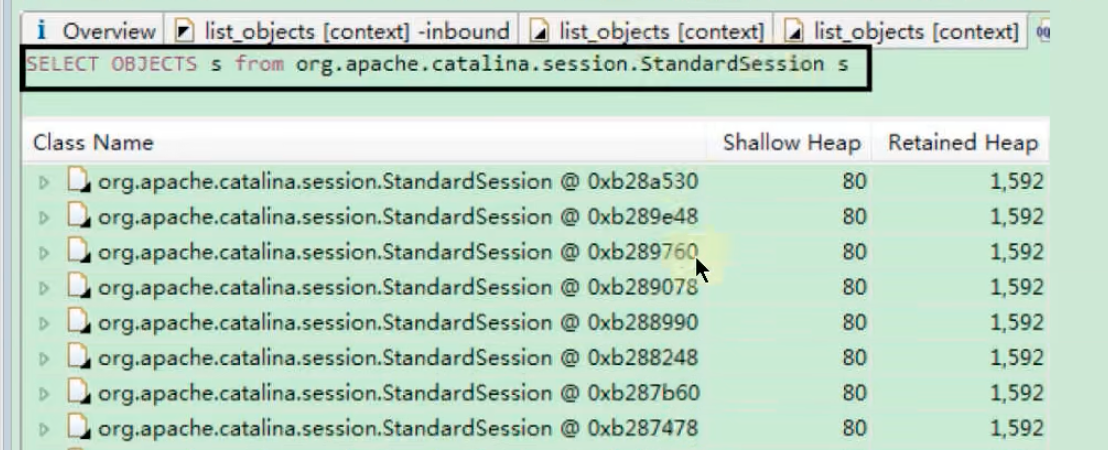 i Overview list_objects [context] -inbound list_objects [context] list_objects [context]
SELECT OBJECTS s from org.apache.catalina.session.StandardSession s
Class Name Shallow Heap Retained Heap
org.apache.catalina.session.StandardSession @ 0xb28a530 80 1,592
org.apache.catalina.session.StandardSession @ 0xb289e48 80 1,592
org.apache.catalina.session.StandardSession @ 0xb289760 80 1,592
org.apache.catalina.session.StandardSession @ 0xb289078 80 1,592
org.apache.catalina.session.StandardSession @ 0xb288990 80 1,592
org.apache.catalina.session.StandardSession @ 0xb288248 80 1,592
org.apache.catalina.session.StandardSession @ 0xb287b60 80 1,592
org.apache.catalina.session.StandardSession @ 0xb287478 80 1,592